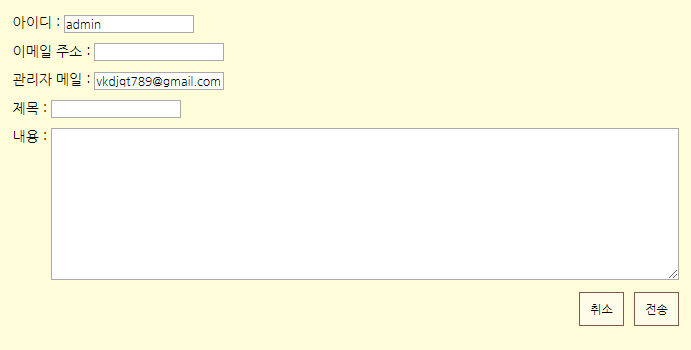 아이디 : admin
이메일 주소 :
관리자 메일 : vkdjqt789@gmail.com
제목 :
내용 :
취소 전송